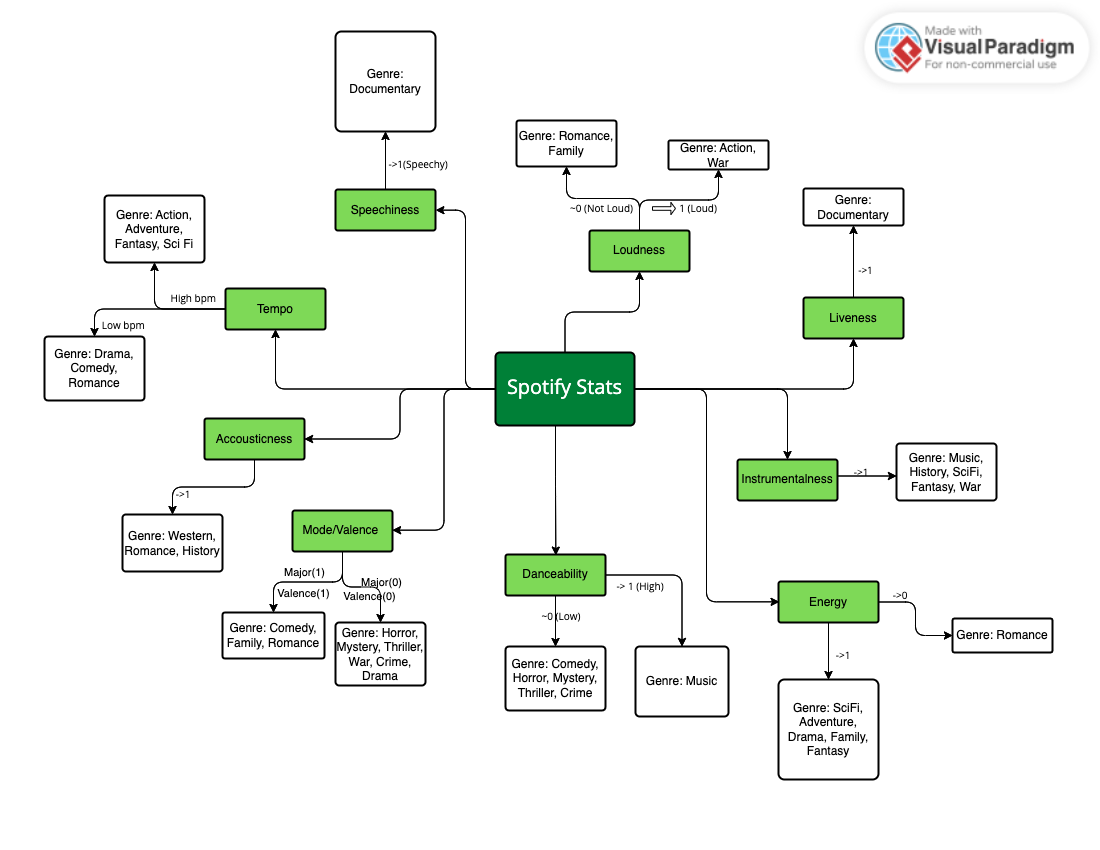 Made with
Visual Paradigm
For non-commercial use
Genre:
Documentary
->1(Speechy)
Speechiness
Genre: Romance,
Family
Genre: Action,
War
~0 (Not Loud)
1 (Loud)
Loudness
Genre:
Documentary
->1
Liveness
Genre: Action,
Adventure,
Fantasy, Sci Fi
High bpm
Tempo
Low bpm
Genre: Drama,
Comedy,
Romance
Spotify Stats
Accousticness
->1
Genre: Western,
Romance, History
Instrumentalness
->1
Genre: Music,
History, SciFi,
Fantasy, War
Mode/Valence
Major(1)
Valence(1)
Major(0)
Valence(0)
Genre: Comedy,
Family, Romance
Genre: Horror,
Mystery, Thriller,
War, Crime,
Drama
Danceability
-> 1 (High)
~0 (Low)
Genre: Comedy,
Horror, Mystery,
Thriller, Crime
Genre: Music
Energy
->0
Genre: Romance
->1
Genre: SciFi,
Adventure,
Drama, Family,
Fantasy